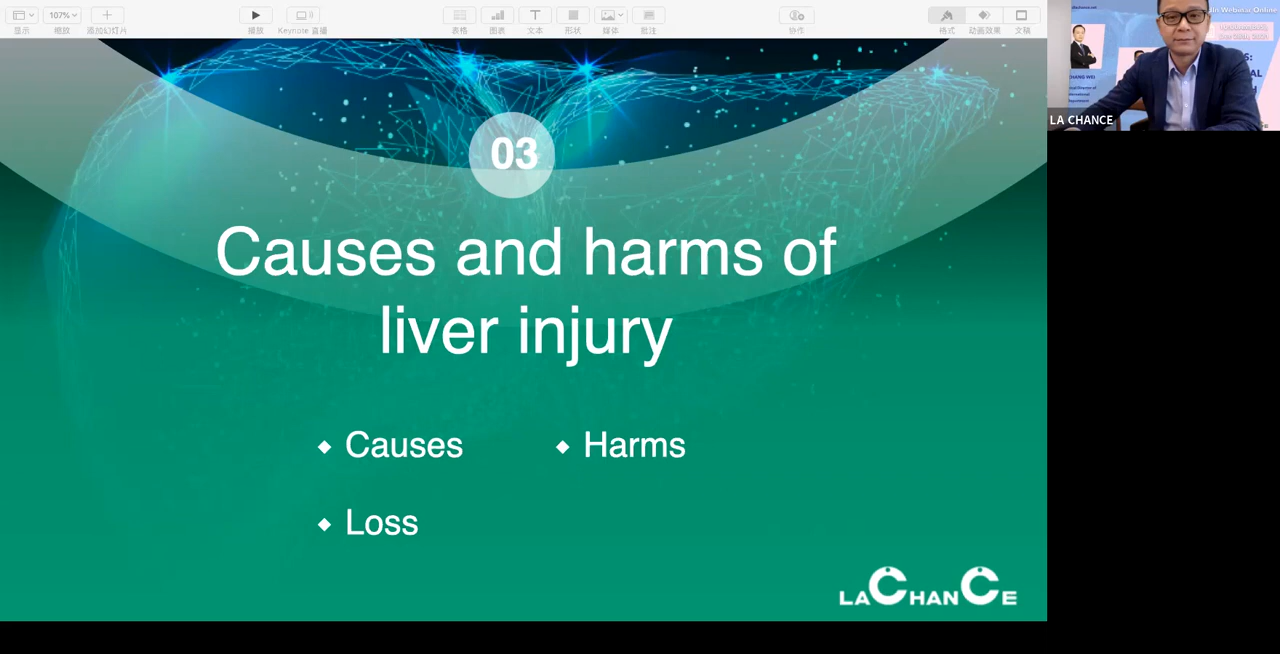 107%
显示
缩放
添加幻灯片
播放
Keynote 直播
表格
图表
文本
形状
媒体
批注
协作
格式
动画效果
文稿
03
Causes and harms of
liver injury
Causes
Harms
Loss
LACHANCE
CHANG WEI
LA CHANCE